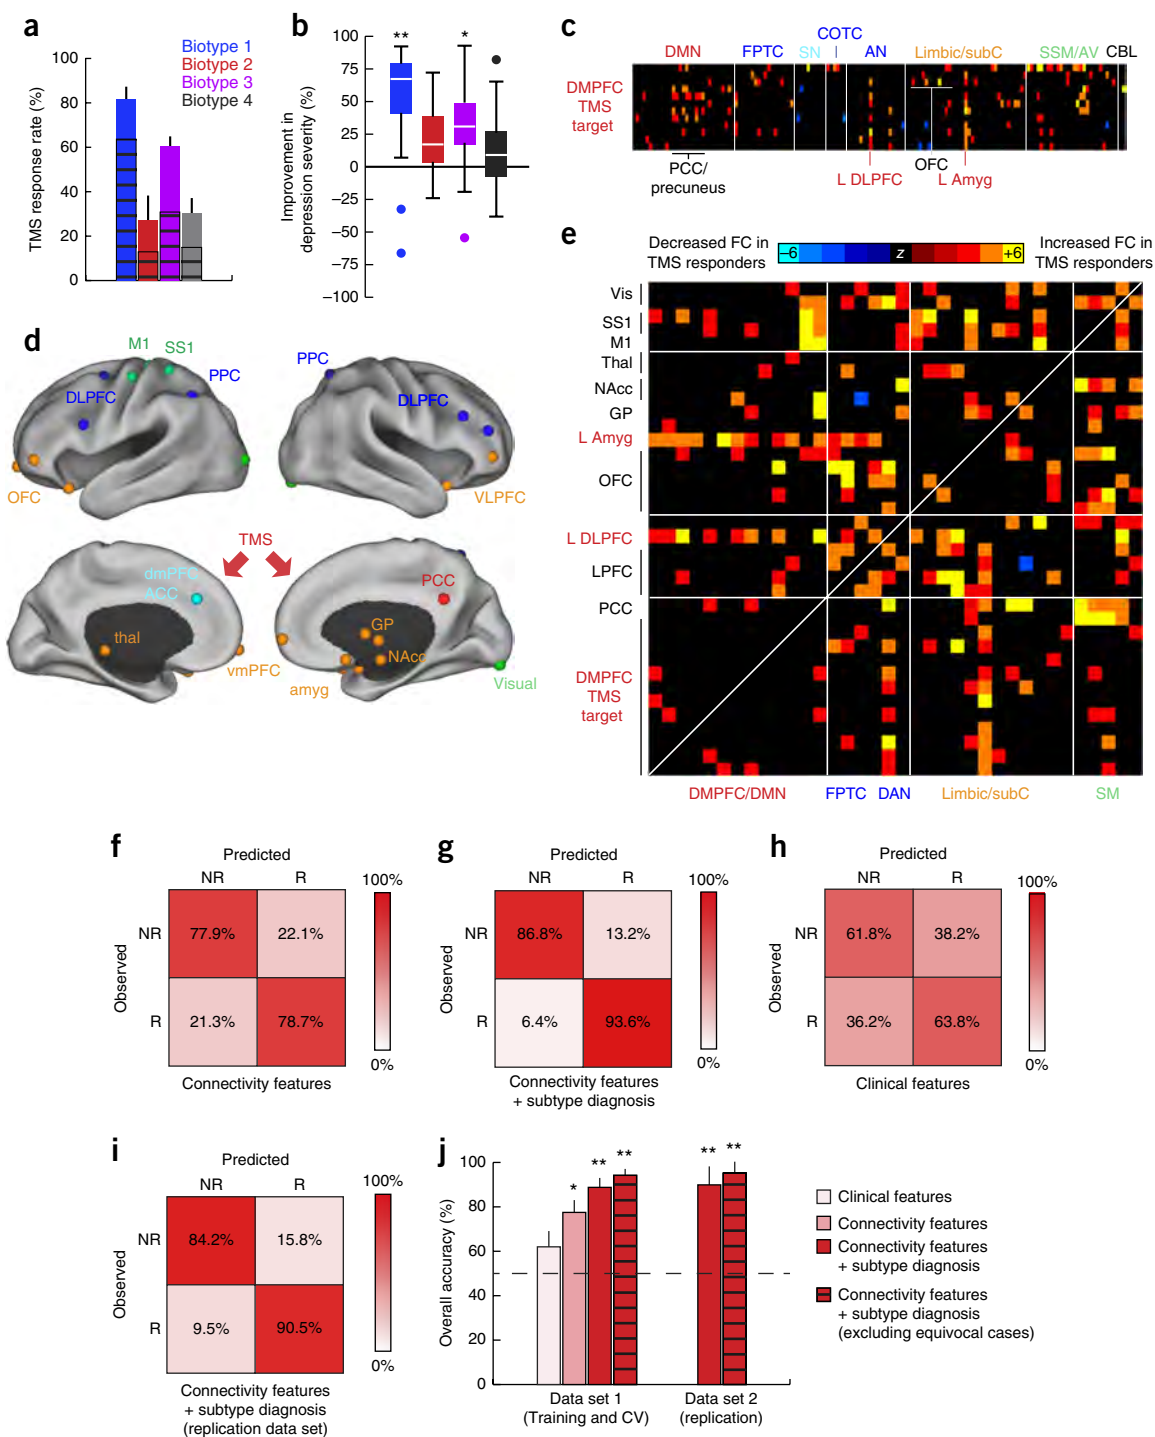 a
Biotype 1
Biotype 2
Biotype 3
Biotype 4
TMS response rate (%)
100
80
60
40
20
0
b
**
*
Improvement in
depression severity (%)
100
75
50
25
0
−25
−50
−75
−100
c
COTC
DMN
FPTC
SN
AN
Limbic/subC
SSM/AV
CBL
DMPFC
TMS
target
PCC/
precuneus
OFC
L DLPFC
L Amyg
d
M1
SS1
PPC
DLPFC
OFC
PPC
DLPFC
VLPFC
TMS
dmPFC
ACC
thal
vmPFC
PCC
GP
NAcc
amyg
Visual
e
Decreased FC in
TMS responders
−6
z
+6
Increased FC in
TMS responders
Vis
SS1
M1
Thal
NAcc
GP
L Amyg
OFC
L DLPFC
LPFC
PCC
DMPFC
TMS
target
DMPFC/DMN
FPTC
DAN
Limbic/subC
SM
f
Predicted
NR
R
Observed
NR
77.9%
22.1%
R
21.3%
78.7%
100%
0%
Connectivity features
g
Predicted
NR
R
Observed
NR
86.8%
13.2%
R
6.4%
93.6%
100%
0%
Connectivity features
+ subtype diagnosis
h
Predicted
NR
R
Observed
NR
61.8%
38.2%
R
36.2%
63.8%
100%
0%
Clinical features
i
Predicted
NR
R
Observed
NR
84.2%
15.8%
R
9.5%
90.5%
100%
0%
Connectivity features
+ subtype diagnosis
(replication data set)
j
Overall accuracy (%)
100
80
60
40
20
0
*
**
**
**
**
Data set 1
(Training and CV)
Data set 2
(replication)
Clinical features
Connectivity features
Connectivity features
+ subtype diagnosis
Connectivity features
+ subtype diagnosis
(excluding equivocal cases)